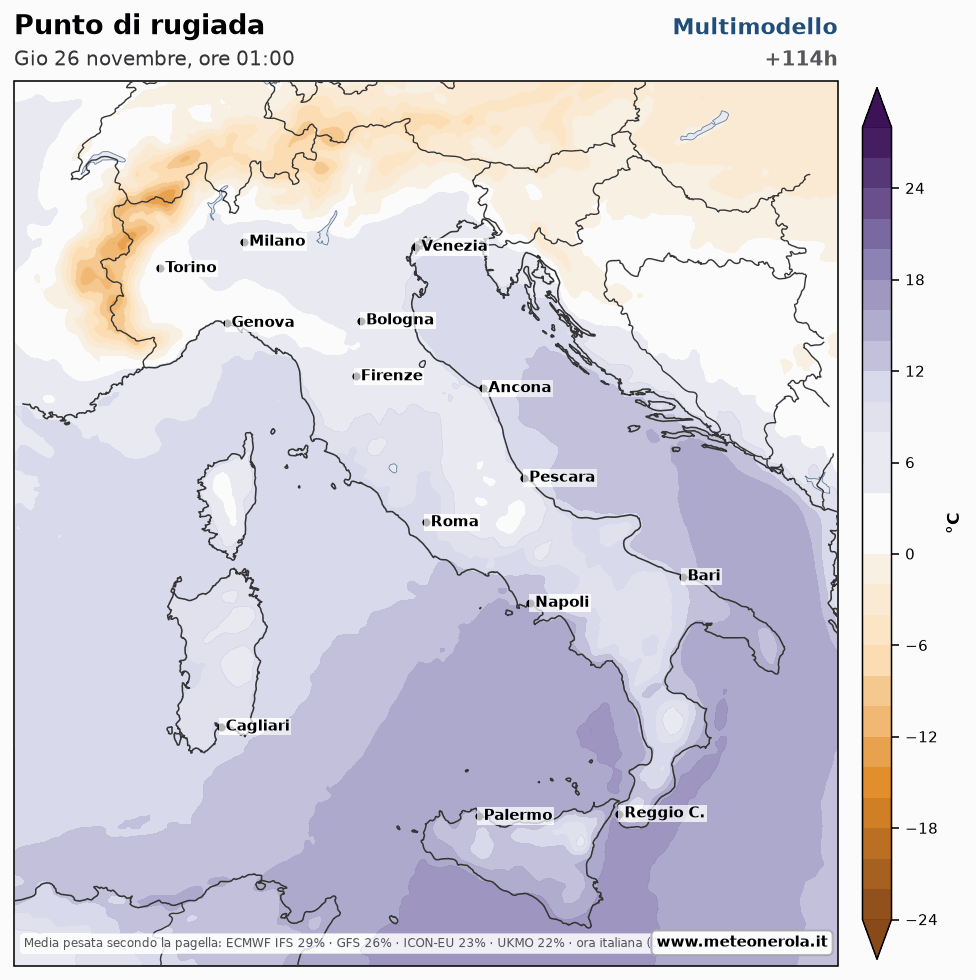 Punto di rugiada
Multimodello
Gio 26 novembre, ore 01:00
+114h
Milano
Venezia
Torino
Genova
Bologna
Firenze
Ancona
Pescara
Roma
Bari
Napoli
Cagliari
Palermo
Reggio C.
24
18
12
6
0
−6
−12
−18
−24
°C
Media pesata secondo la pagella: ECMWF IFS 29% · GFS 26% · ICON-EU 23% · UKMO 22% · ora italiana (
www.meteonerola.it